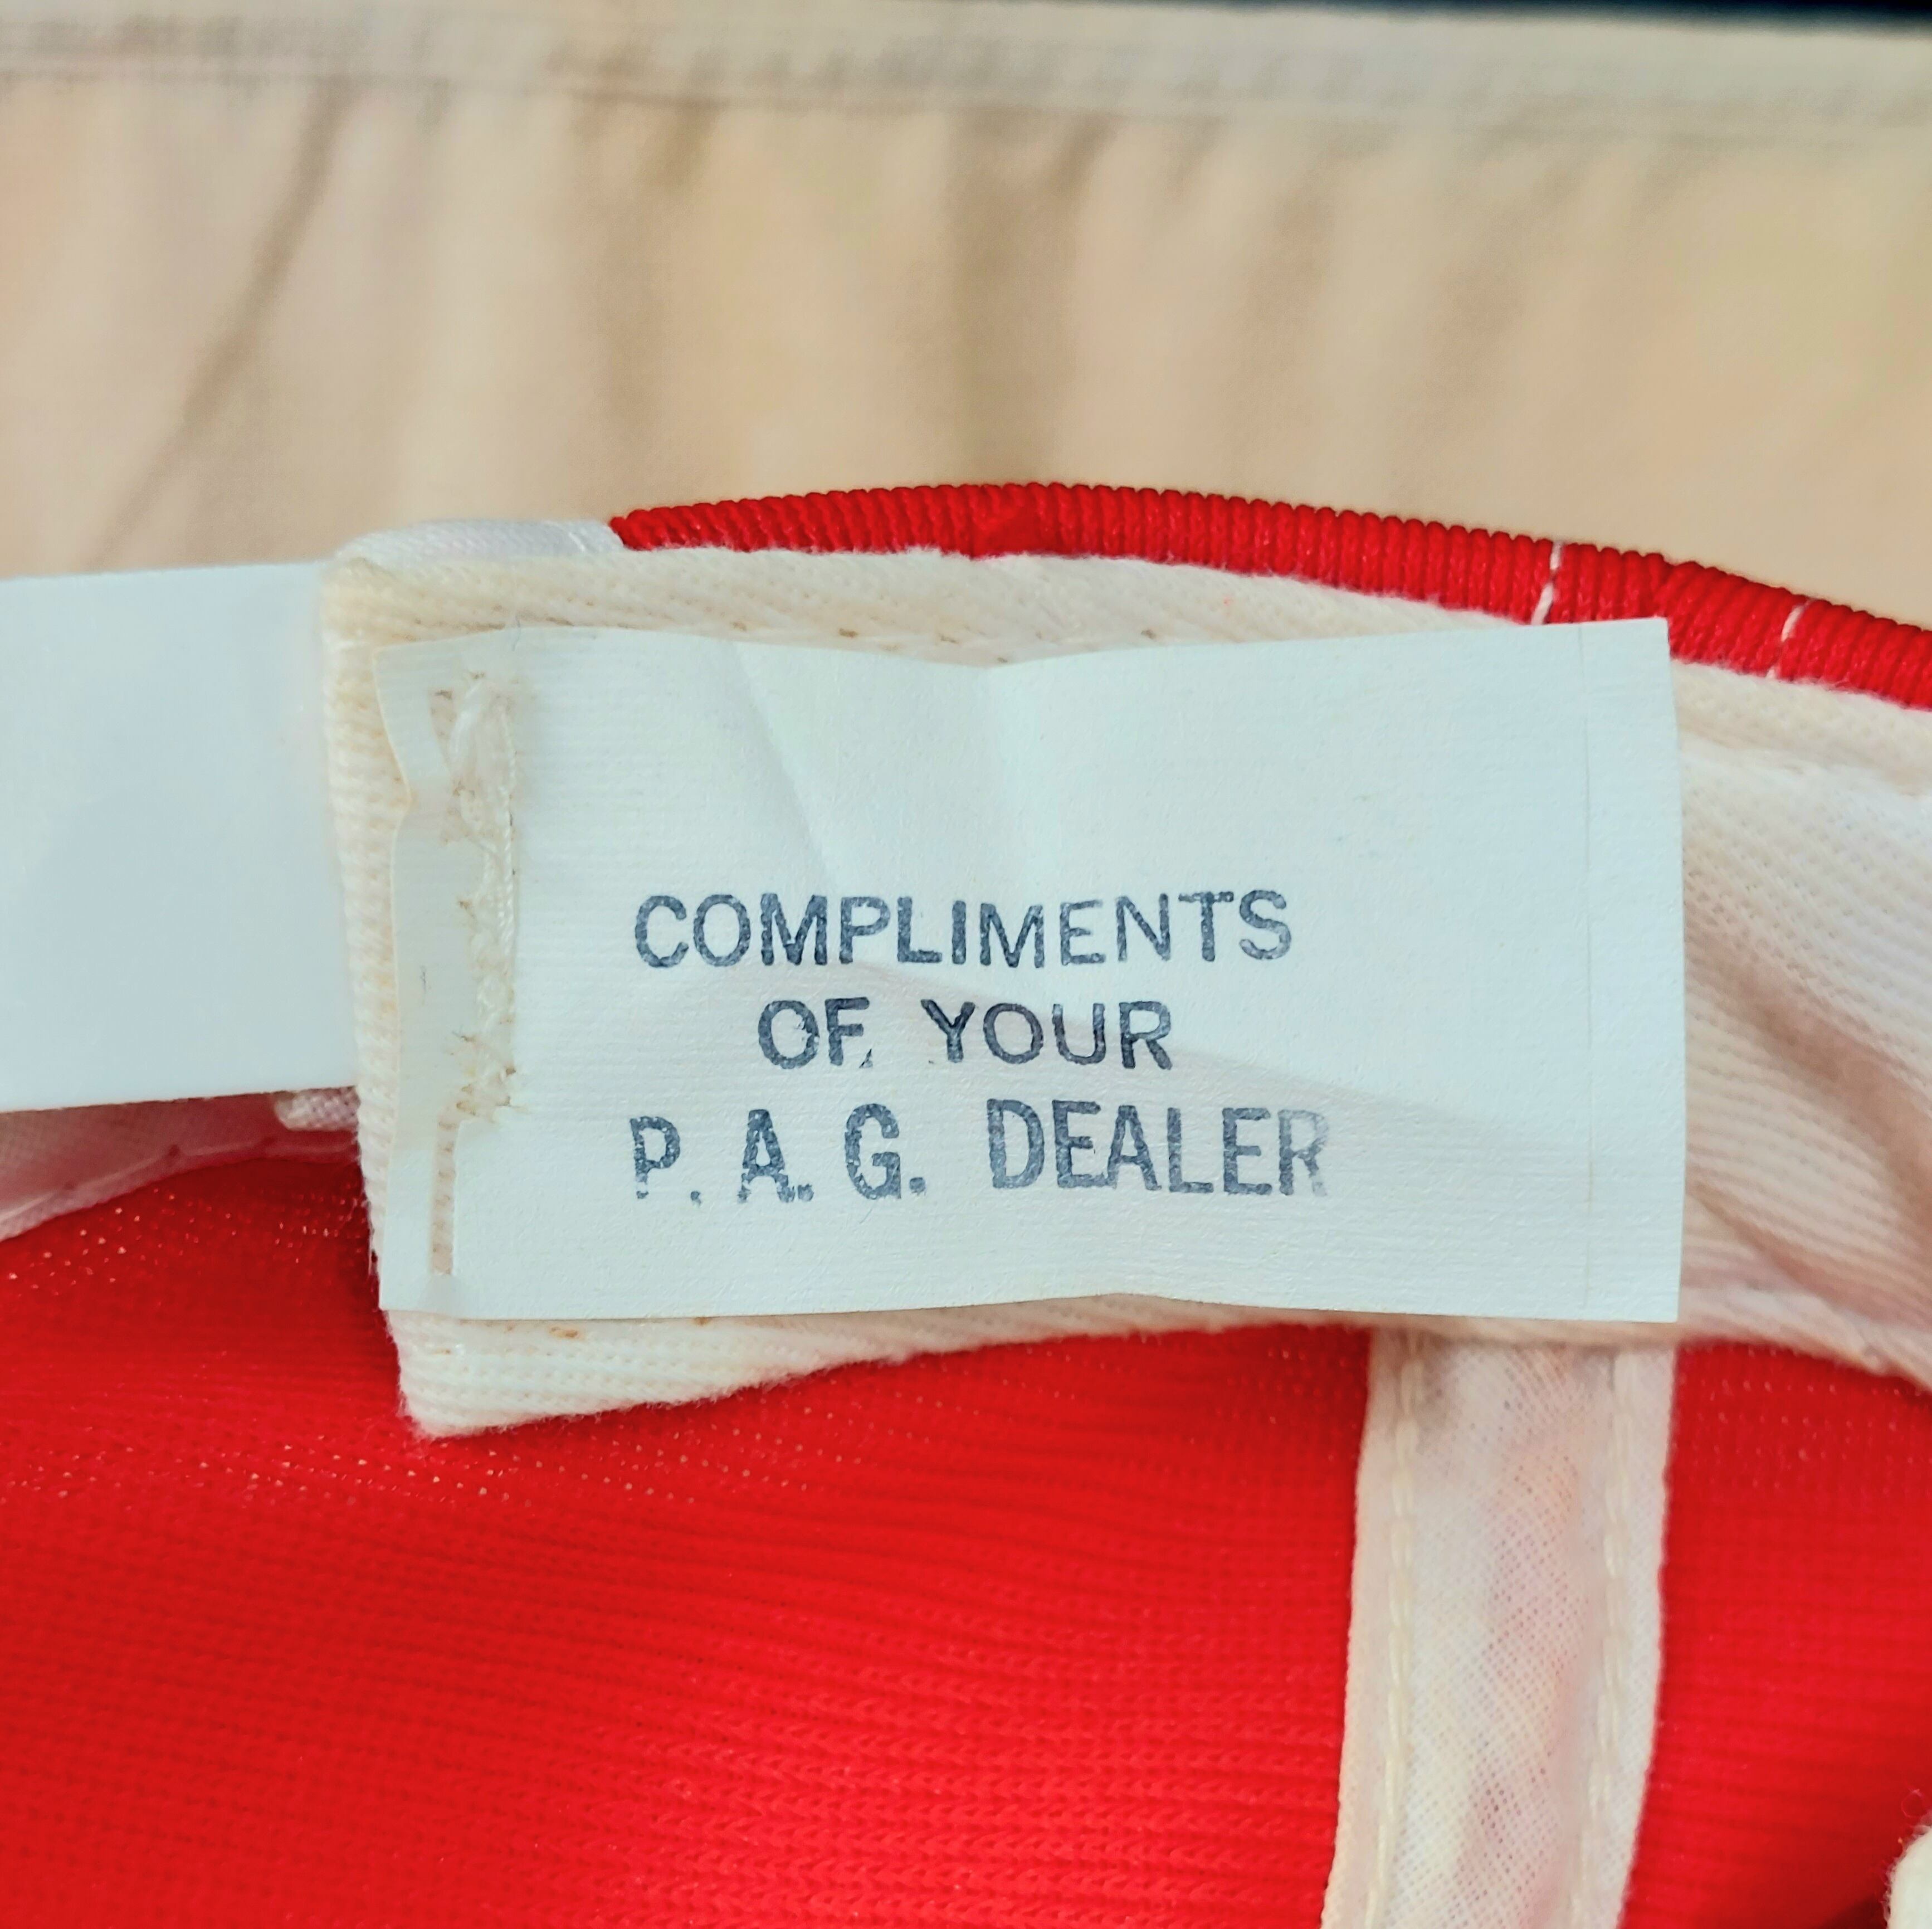 COMPLIMENTS
OF YOUR
P. A. G. DEALER